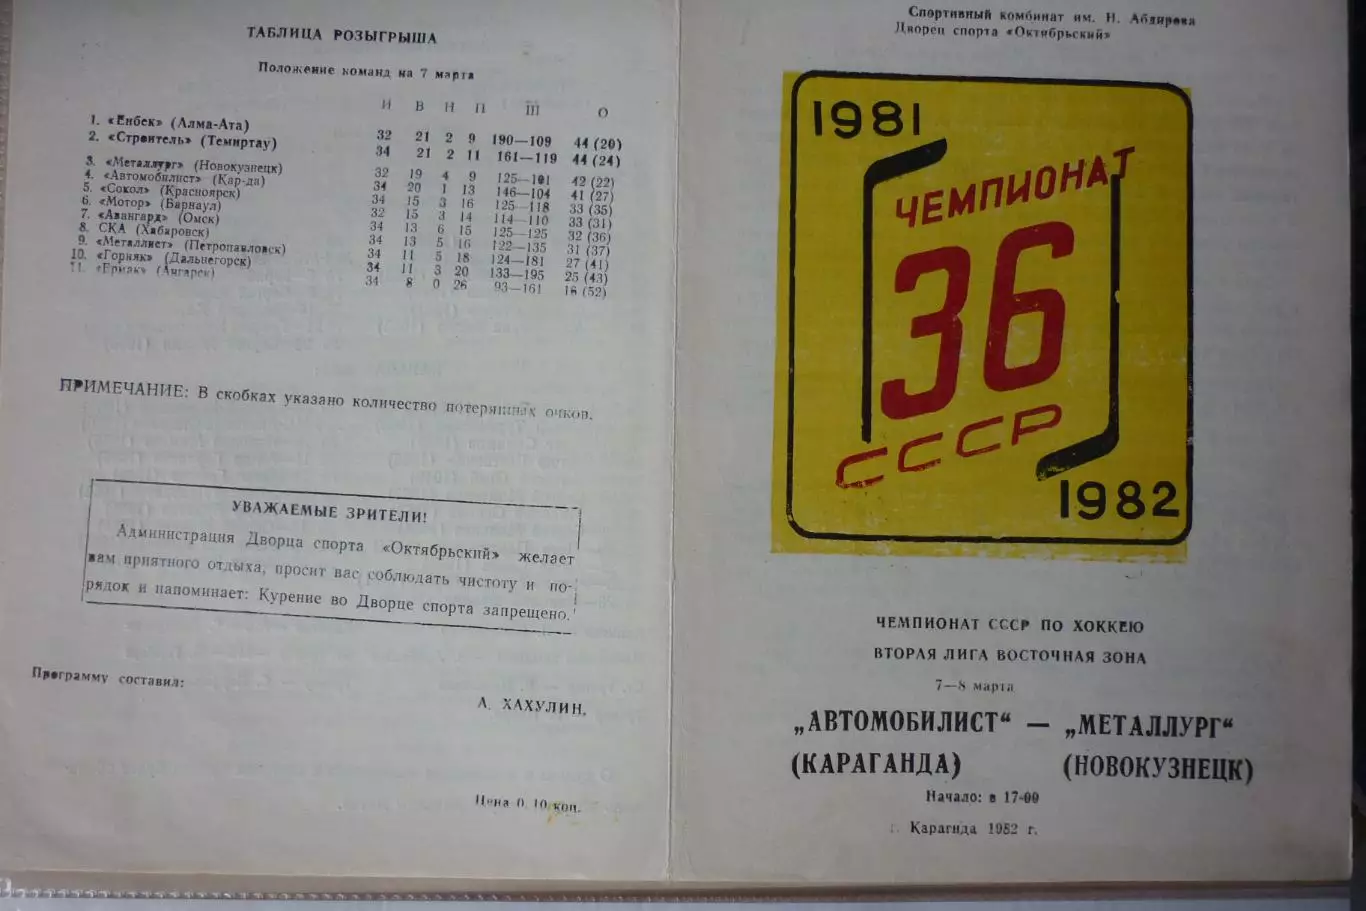 ТАБЛИЦА РОЗЫГРЫША
Положение команд на 7 марта
И В Н П Ш О
1. «Енбек» (Алма-Ата) 32 21 2 9 190—109 44 (20)
2. «Строитель» (Темиртау) 34 21 2 11 161—119 44 (24)
3. «Металлург» (Новокузнецк) 32 19 4 9 125—101 42 (22)
4. «Автомобилист» (Кар-да) 34 20 1 13 146—104 41 (27)
5. «Сокол» (Красноярск) 34 15 3 16 125—118 33 (35)
6. «Мотор» (Барнаул) 32 15 3 14 114—110 33 (31)
7. «Авангард» (Омск) 34 13 6 15 125—125 32 (36)
8. СКА (Хабаровск) 34 13 5 16 122—135 31 (37)
9. «Металлист» (Петропавловск) 34 11 5 18 124—181 27 (41)
10. «Горняк» (Дальнегорск) 34 11 3 20 133—195 25 (43)
11. «Ермак» (Ангарск) 34 8 0 26 93—161 16 (52)
ПРИМЕЧАНИЕ: В скобках указано количество потерянных очков.
УВАЖАЕМЫЕ ЗРИТЕЛИ!
Администрация Дворца спорта «Октябрьский» желает
вам приятного отдыха, просит вас соблюдать чистоту и по-
рядок и напоминает: Курение во Дворце спорта запрещено.
Программу составил:
А. ХАХУЛИН.
Цена 0, 10 коп.
Спортивный комбинат им. Н. Абдирова
Дворец спорта «Октябрьский»
1981
ЧЕМПИОНАТ
36
СССР
1982
ЧЕМПИОНАТ СССР ПО ХОККЕЮ
ВТОРАЯ ЛИГА ВОСТОЧНАЯ ЗОНА
7—8 марта
„АВТОМОБИЛИСТ“ — „МЕТАЛЛУРГ“
(КАРАГАНДА) (НОВОКУЗНЕЦК)
Начало: в 17-00
г. Карагнда 1982 г.